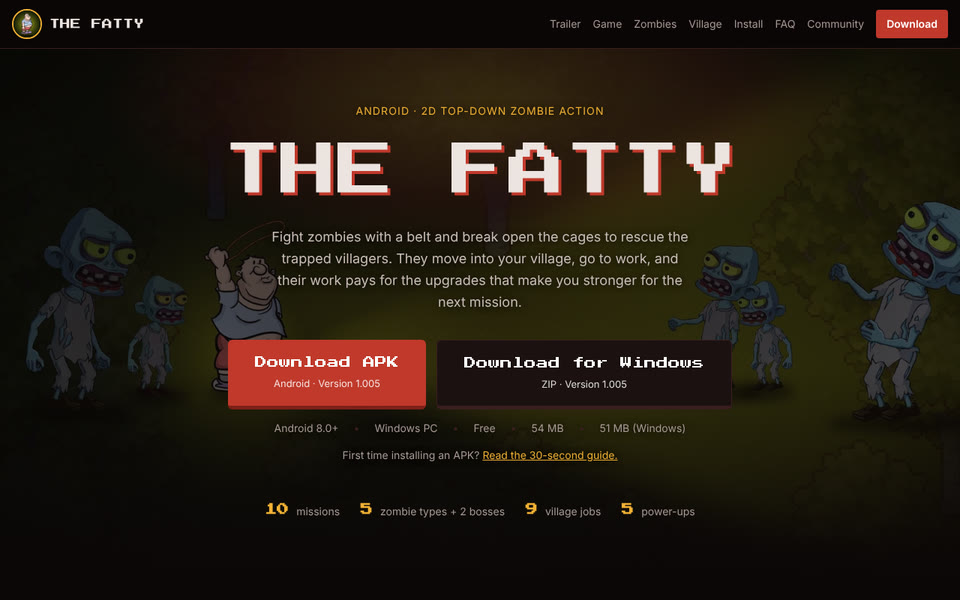 THE FATTY
Trailer Game Zombies Village Install FAQ Community Download
ANDROID · 2D TOP-DOWN ZOMBIE ACTION
THE FATTY
Fight zombies with a belt and break open the cages to rescue the
trapped villagers. They move into your village, go to work, and
their work pays for the upgrades that make you stronger for the
next mission.
Download APK
Android · Version 1.005
Download for Windows
ZIP · Version 1.005
Android 8.0+ · Windows PC · Free · 54 MB · 51 MB (Windows)
First time installing an APK? Read the 30-second guide.
10 missions 5 zombie types + 2 bosses 9 village jobs 5 power-ups